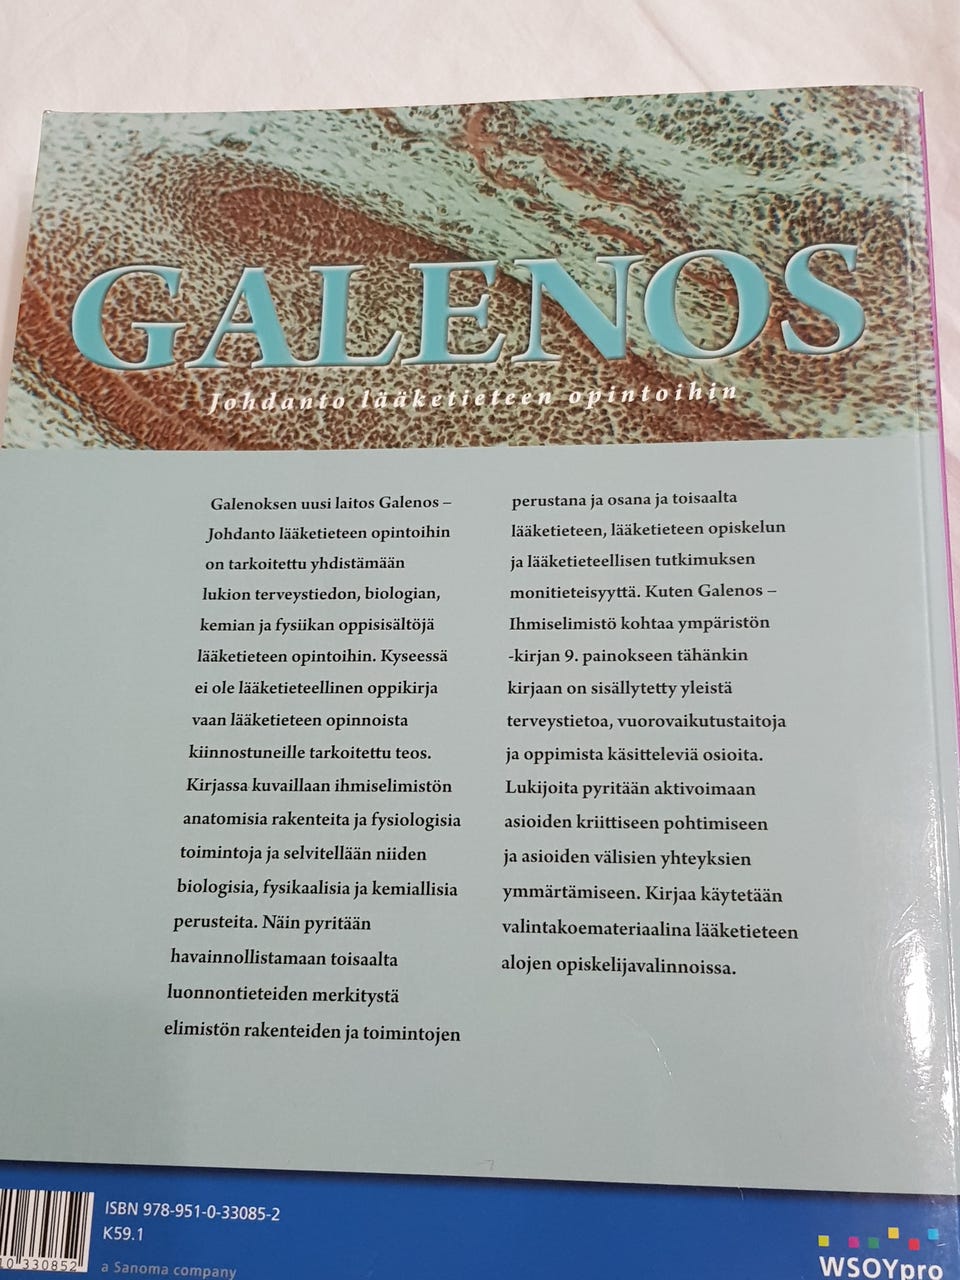 GALENOS
Johdanto lääketieteen opintoihin
Galenoksen uusi laitos Galenos –
Johdanto lääketieteen opintoihin
on tarkoitettu yhdistämään
lukion terveystiedon, biologian,
kemian ja fysiikan oppisisältöjä
lääketieteen opintoihin. Kyseessä
ei ole lääketieteellinen oppikirja
vaan lääketieteen opinnoista
kiinnostuneille tarkoitettu teos.
Kirjassa kuvaillaan ihmiselimistön
anatomisia rakenteita ja fysiologisia
toimintoja ja selvitellään niiden
biologisia, fysikaalisia ja kemiallisia
perusteita. Näin pyritään
havainnollistamaan toisaalta
luonnontieteiden merkitystä
elimistön rakenteiden ja toimintojen
perustana ja osana ja toisaalta
lääketieteen, lääketieteen opiskelun
ja lääketieteellisen tutkimuksen
monitieteisyyttä. Kuten Galenos –
Ihmiselimistö kohtaa ympäristön
-kirjan 9. painokseen tähänkin
kirjaan on sisällytetty yleistä
terveystietoa, vuorovaikutustaitoja
ja oppimista käsitteleviä osioita.
Lukijoita pyritään aktivoimaan
asioiden kriittiseen pohtimiseen
ja asioiden välisien yhteyksien
ymmärtämiseen. Kirjaa käytetään
valintakoemateriaalina lääketieteen
alojen opiskelijavalinnoissa.
ISBN 978-951-0-33085-2
K59.1
10 330852
a Sanoma company
WSOYpro